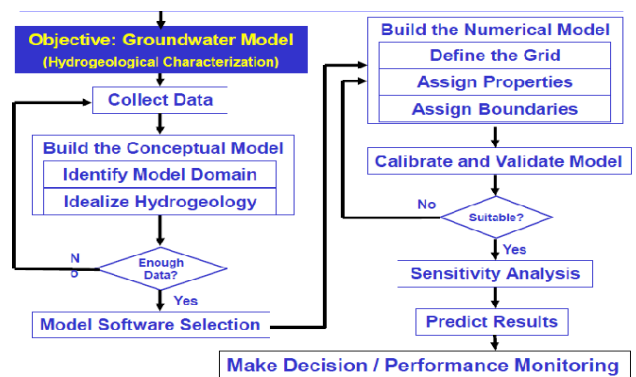 Objective: Groundwater Model
(Hydrogeological Characterization)
Collect Data
Build the Conceptual Model
Identify Model Domain
Idealize Hydrogeology
Enough
Data?
N
o
Yes
Model Software Selection
Build the Numerical Model
Define the Grid
Assign Properties
Assign Boundaries
Calibrate and Validate Model
No
Suitable?
Yes
Sensitivity Analysis
Predict Results
Make Decision / Performance Monitoring